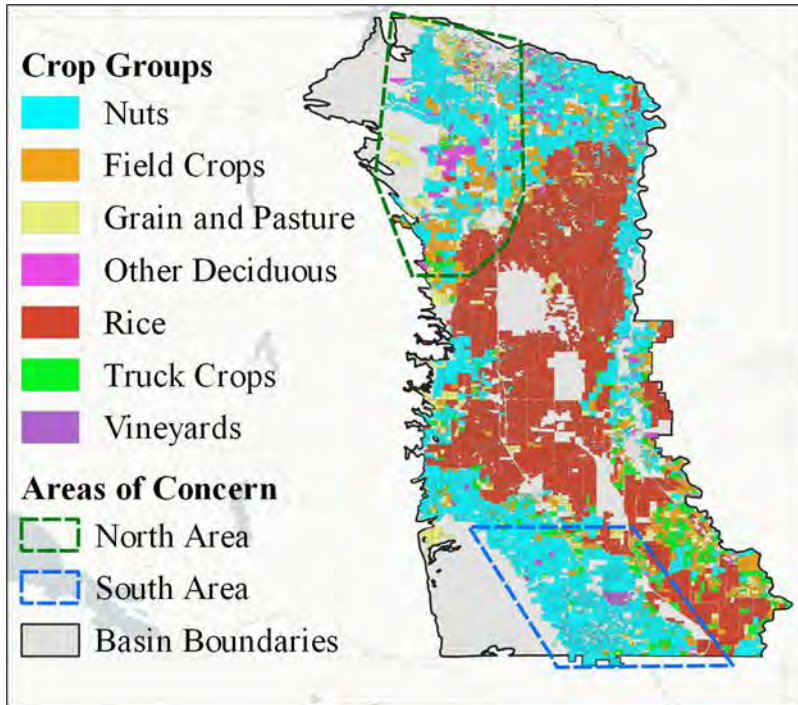 Crop Groups
Nuts
Field Crops
Grain and Pasture
Other Deciduous
Rice
Truck Crops
Vineyards
Areas of Concern
North Area
South Area
Basin Boundaries